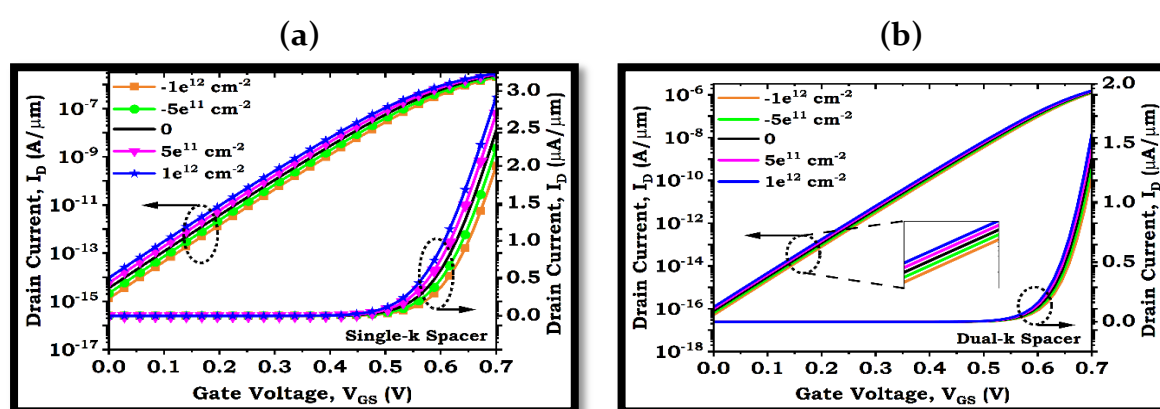 (a)
Drain Current, I_D (A/μm)
10⁻⁷
10⁻⁹
10⁻¹¹
10⁻¹³
10⁻¹⁵
10⁻¹⁷
-1e¹² cm⁻²
-5e¹¹ cm⁻²
0
5e¹¹ cm⁻²
1e¹² cm⁻²
Single-k Spacer
3.0
2.5
2.0
1.5
1.0
0.5
0.0
Drain Current, I_D (μA/μm)
0.0 0.1 0.2 0.3 0.4 0.5 0.6 0.7
Gate Voltage, V_GS (V)
(b)
Drain Current, I_D (A/μm)
10⁻⁶
10⁻⁸
10⁻¹⁰
10⁻¹²
10⁻¹⁴
10⁻¹⁶
10⁻¹⁸
-1e¹² cm⁻²
-5e¹¹ cm⁻²
0
5e¹¹ cm⁻²
1e¹² cm⁻²
Dual-k Spacer
2.0
1.5
1.0
0.5
0.0
Drain Current, I_D (μA/μm)
0.0 0.1 0.2 0.3 0.4 0.5 0.6 0.7
Gate Voltage, V_GS (V)